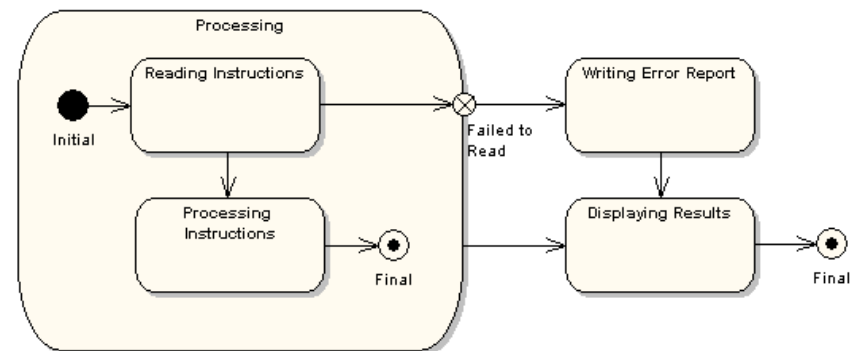 Processing
Reading Instructions
Writing Error Report
Initial
Failed to
Read
Processing
Instructions
Displaying Results
Final
Final